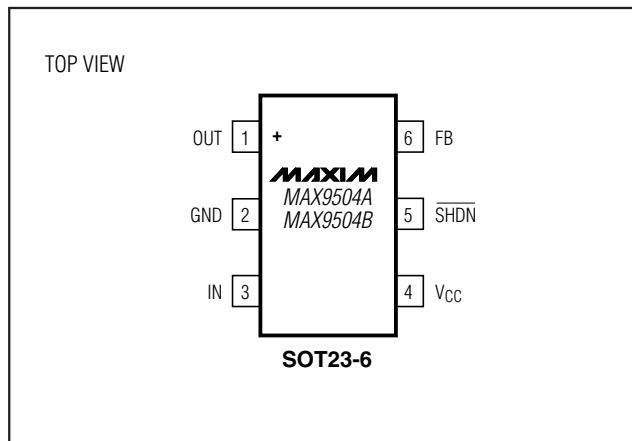 TOP VIEW
OUT 1 + 6 FB
MAXIM
MAX9504A
GND 2 MAX9504B 5 SHDN
IN 3 4 VCC
SOT23-6